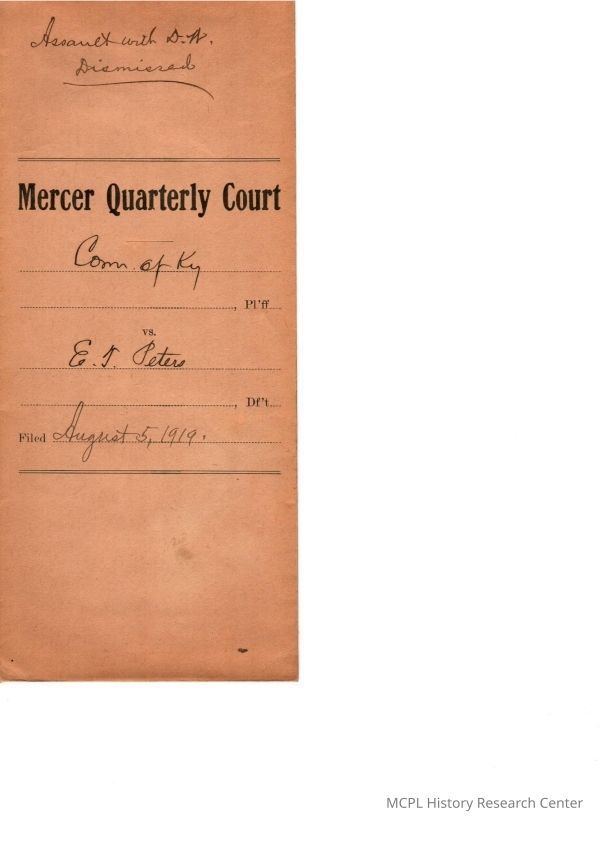 Assault with D.W.
Dismissed
Mercer Quarterly Court
Com. of Ky
, Pl'ff
vs.
E. T. Peters
, Df't
Filed August 5, 1919.
MCPL History Research Center